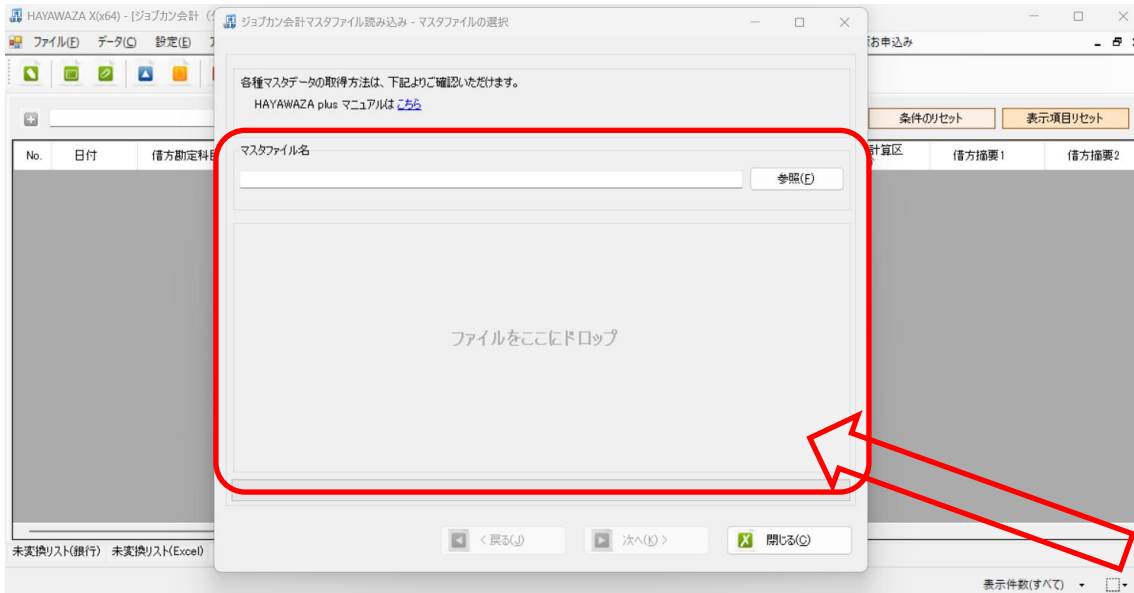 HAYAWAZA X(x64) - [ジョブカン会計
ジョブカン会計マスタファイル読み込み - マスタファイルの選択
ファイル(F) データ(C) 設定(E)
お申込み
各種マスタデータの取得方法は、下記よりご確認いただけます。
HAYAWAZA plus マニュアルは こちら
条件のリセット 表示項目リセット
マスタファイル名
No. 日付 借方勘定科目
計算区 借方摘要1 借方摘要2
参照(F)
ファイルをここにドロップ
< 戻る(J) 次へ(K) > 閉じる(C)
未変換リスト(銀行) 未変換リスト(Excel)
表示件数(すべて)